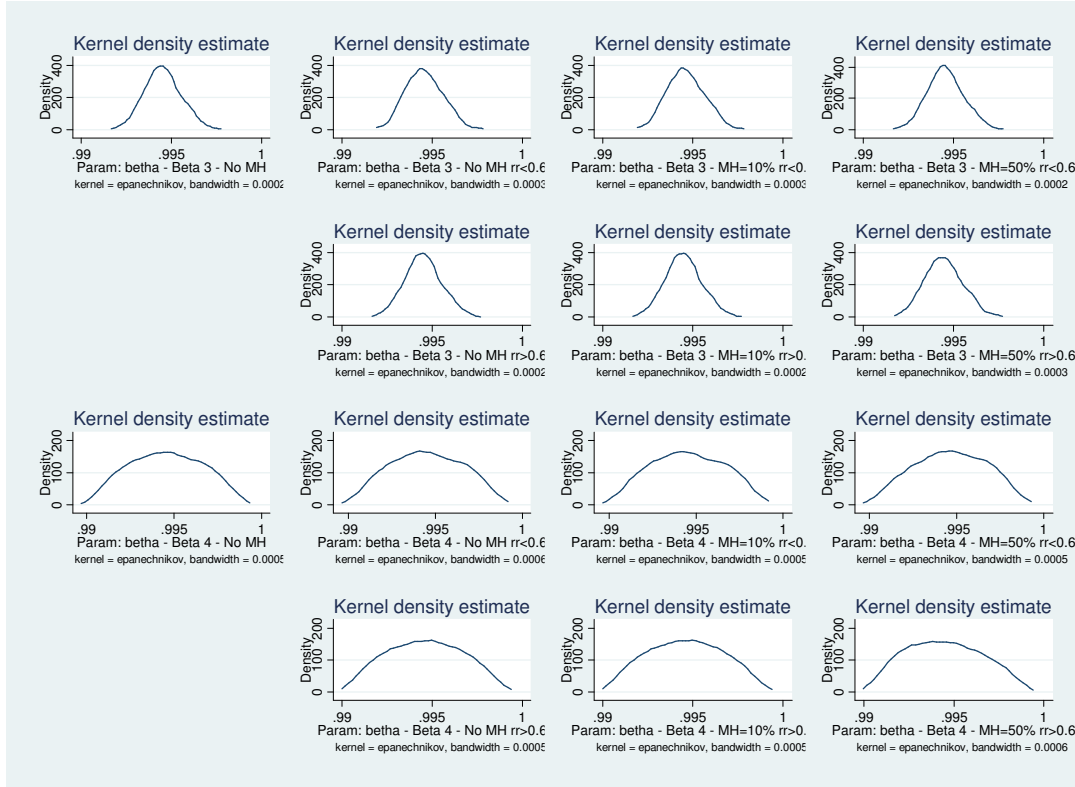 Kernel density estimate
Density
0 200 400
.99 .995 1
Param: betha - Beta 3 - No MH
kernel = epanechnikov, bandwidth = 0.0002
Kernel density estimate
Density
0 200 400
.99 .995 1
Param: betha - Beta 3 - No MH rr<0.6
kernel = epanechnikov, bandwidth = 0.0003
Kernel density estimate
Density
0 200 400
.99 .995 1
Param: betha - Beta 3 - MH=10% rr<0.
kernel = epanechnikov, bandwidth = 0.0003
Kernel density estimate
Density
0 200 400
.99 .995 1
Param: betha - Beta 3 - MH=50% rr<0.6
kernel = epanechnikov, bandwidth = 0.0002
Kernel density estimate
Density
0 200 400
.99 .995 1
Param: betha - Beta 3 - No MH rr>0.6
kernel = epanechnikov, bandwidth = 0.0002
Kernel density estimate
Density
0 200 400
.99 .995 1
Param: betha - Beta 3 - MH=10% rr>0.
kernel = epanechnikov, bandwidth = 0.0002
Kernel density estimate
Density
0 200 400
.99 .995 1
Param: betha - Beta 3 - MH=50% rr>0.6
kernel = epanechnikov, bandwidth = 0.0003
Kernel density estimate
Density
0 100 200
.99 .995 1
Param: betha - Beta 4 - No MH
kernel = epanechnikov, bandwidth = 0.0005
Kernel density estimate
Density
0 100 200
.99 .995 1
Param: betha - Beta 4 - No MH rr<0.6
kernel = epanechnikov, bandwidth = 0.0006
Kernel density estimate
Density
0 100 200
.99 .995 1
Param: betha - Beta 4 - MH=10% rr<0.
kernel = epanechnikov, bandwidth = 0.0005
Kernel density estimate
Density
0 100 200
.99 .995 1
Param: betha - Beta 4 - MH=50% rr<0.6
kernel = epanechnikov, bandwidth = 0.0005
Kernel density estimate
Density
0 100 200
.99 .995 1
Param: betha - Beta 4 - No MH rr>0.6
kernel = epanechnikov, bandwidth = 0.0005
Kernel density estimate
Density
0 100 200
.99 .995 1
Param: betha - Beta 4 - MH=10% rr>0.
kernel = epanechnikov, bandwidth = 0.0005
Kernel density estimate
Density
0 100 200
.99 .995 1
Param: betha - Beta 4 - MH=50% rr>0.6
kernel = epanechnikov, bandwidth = 0.0006